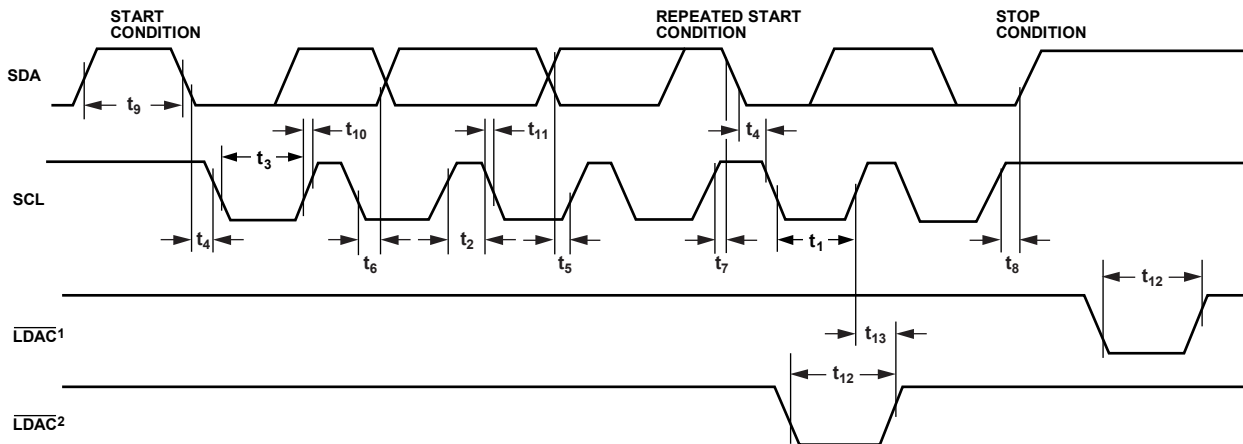 START
CONDITION
REPEATED START
CONDITION
STOP
CONDITION
SDA
t9
t10
t11
t4
t3
SCL
t4
t6
t2
t5
t7
t1
t8
t12
LDAC1
t13
t12
LDAC2